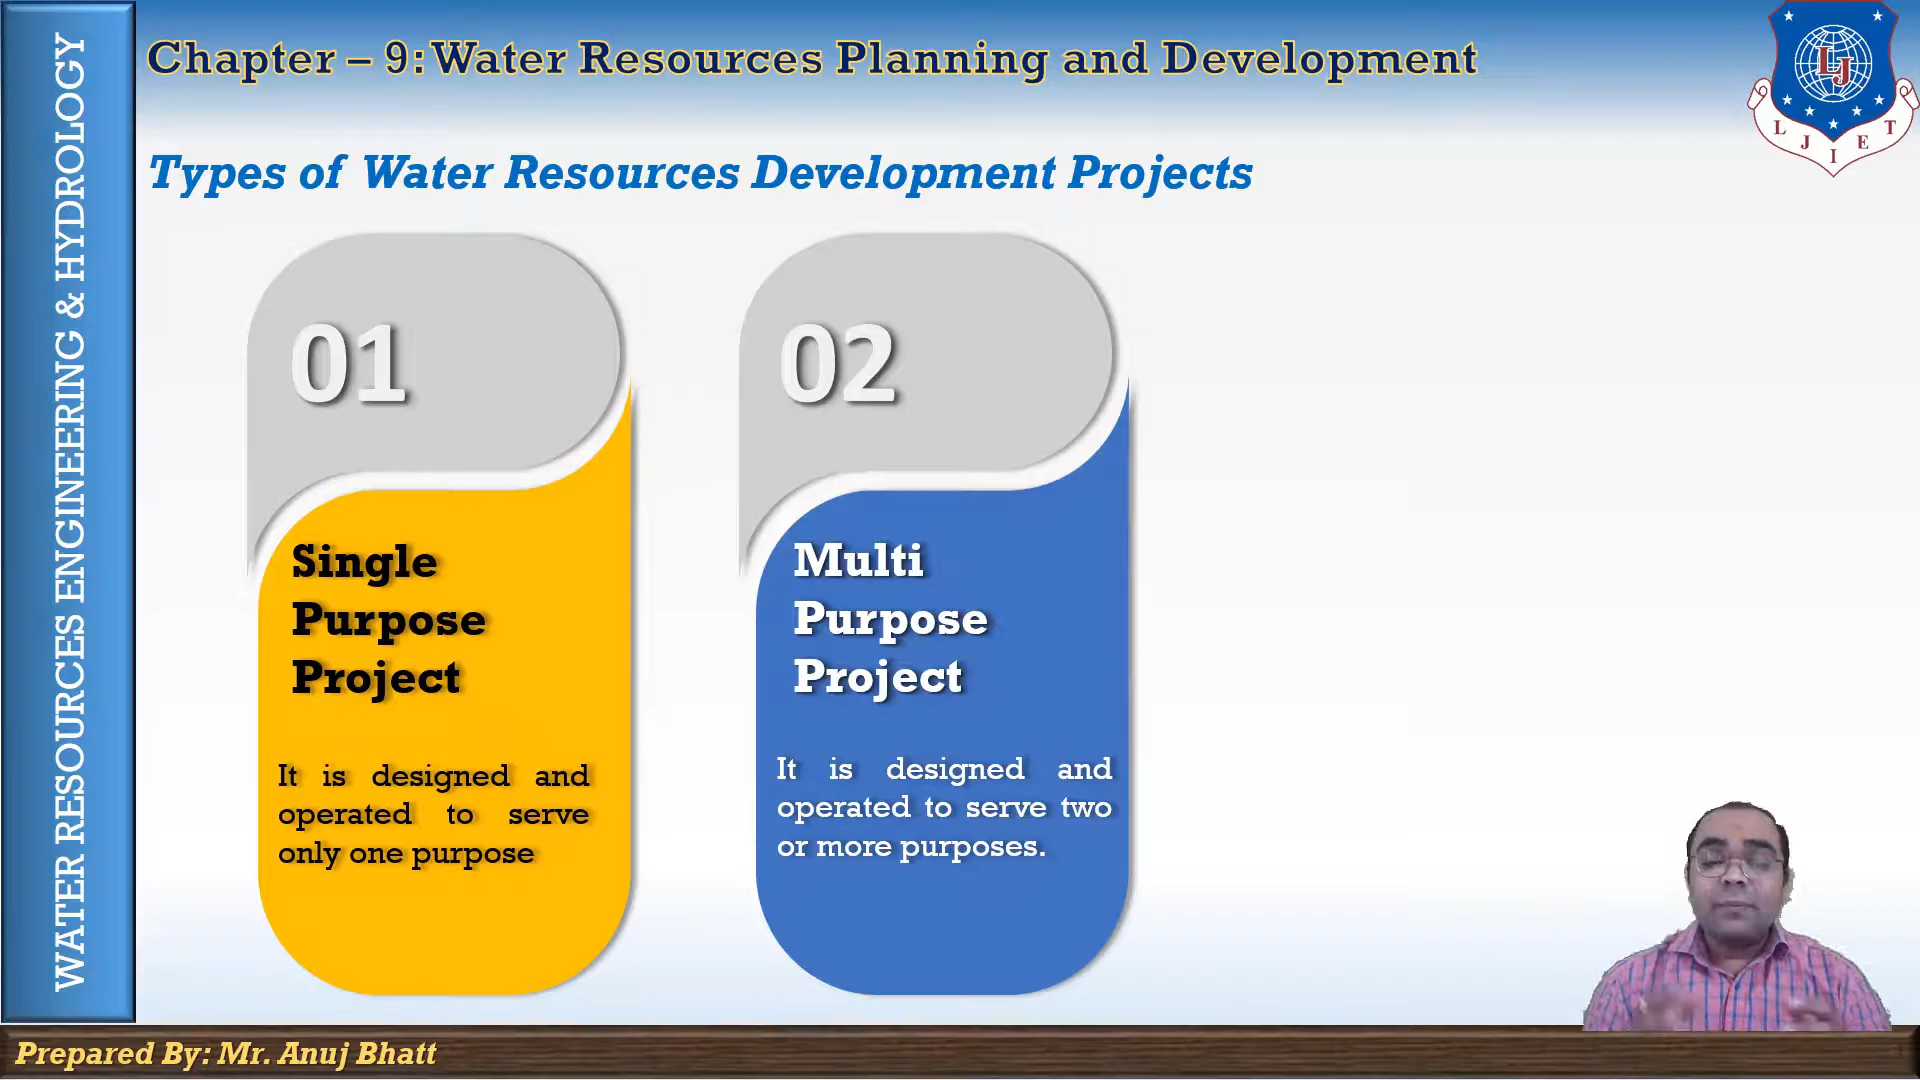 WATER RESOURCES ENGINEERING & HYDROLOGY
Chapter – 9: Water Resources Planning and Development
LJ
L J I E T
Types of Water Resources Development Projects
01
Single
Purpose
Project
It is designed and
operated to serve
only one purpose
02
Multi
Purpose
Project
It is designed and
operated to serve two
or more purposes.
Prepared By: Mr. Anuj Bhatt